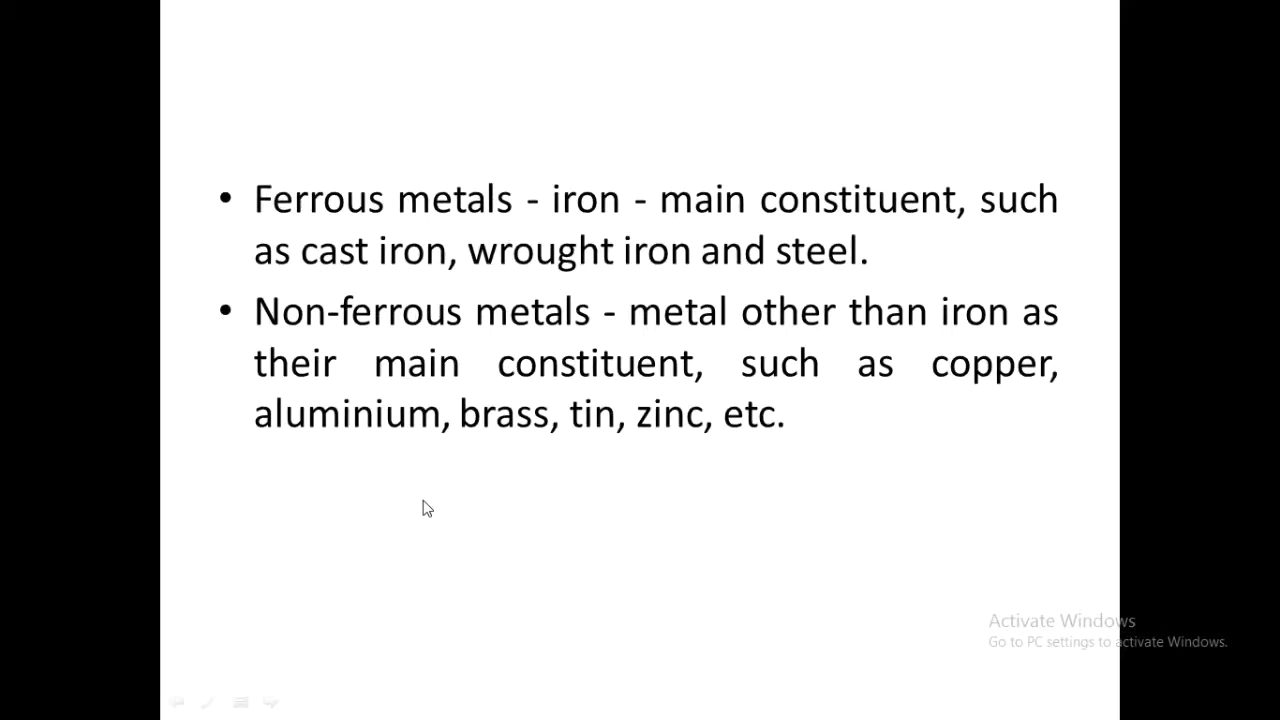 • Ferrous metals - iron - main constituent, such
as cast iron, wrought iron and steel.
• Non-ferrous metals - metal other than iron as
their main constituent, such as copper,
aluminium, brass, tin, zinc, etc.
Activate Windows
Go to PC settings to activate Windows.